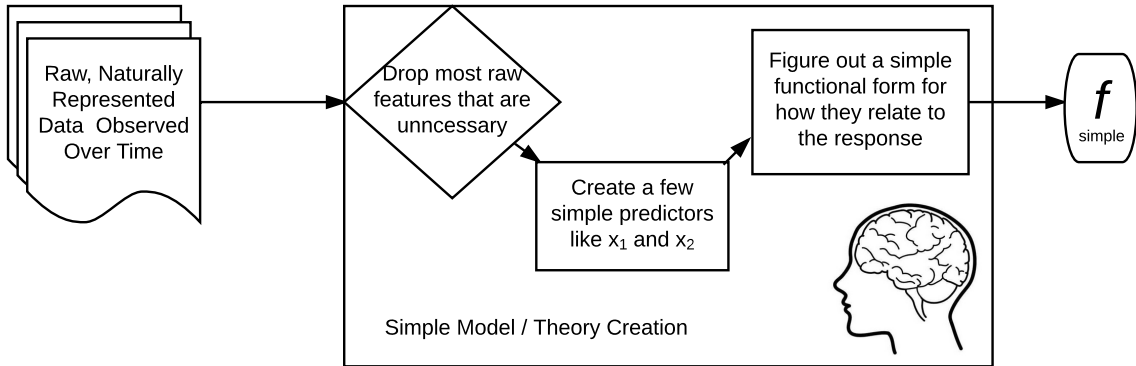 Raw, Naturally
Represented
Data Observed
Over Time
Drop most raw
features that are
unncessary
Create a few
simple predictors
like x₁ and x₂
Figure out a simple
functional form for
how they relate to
the response
f
simple
Simple Model / Theory Creation